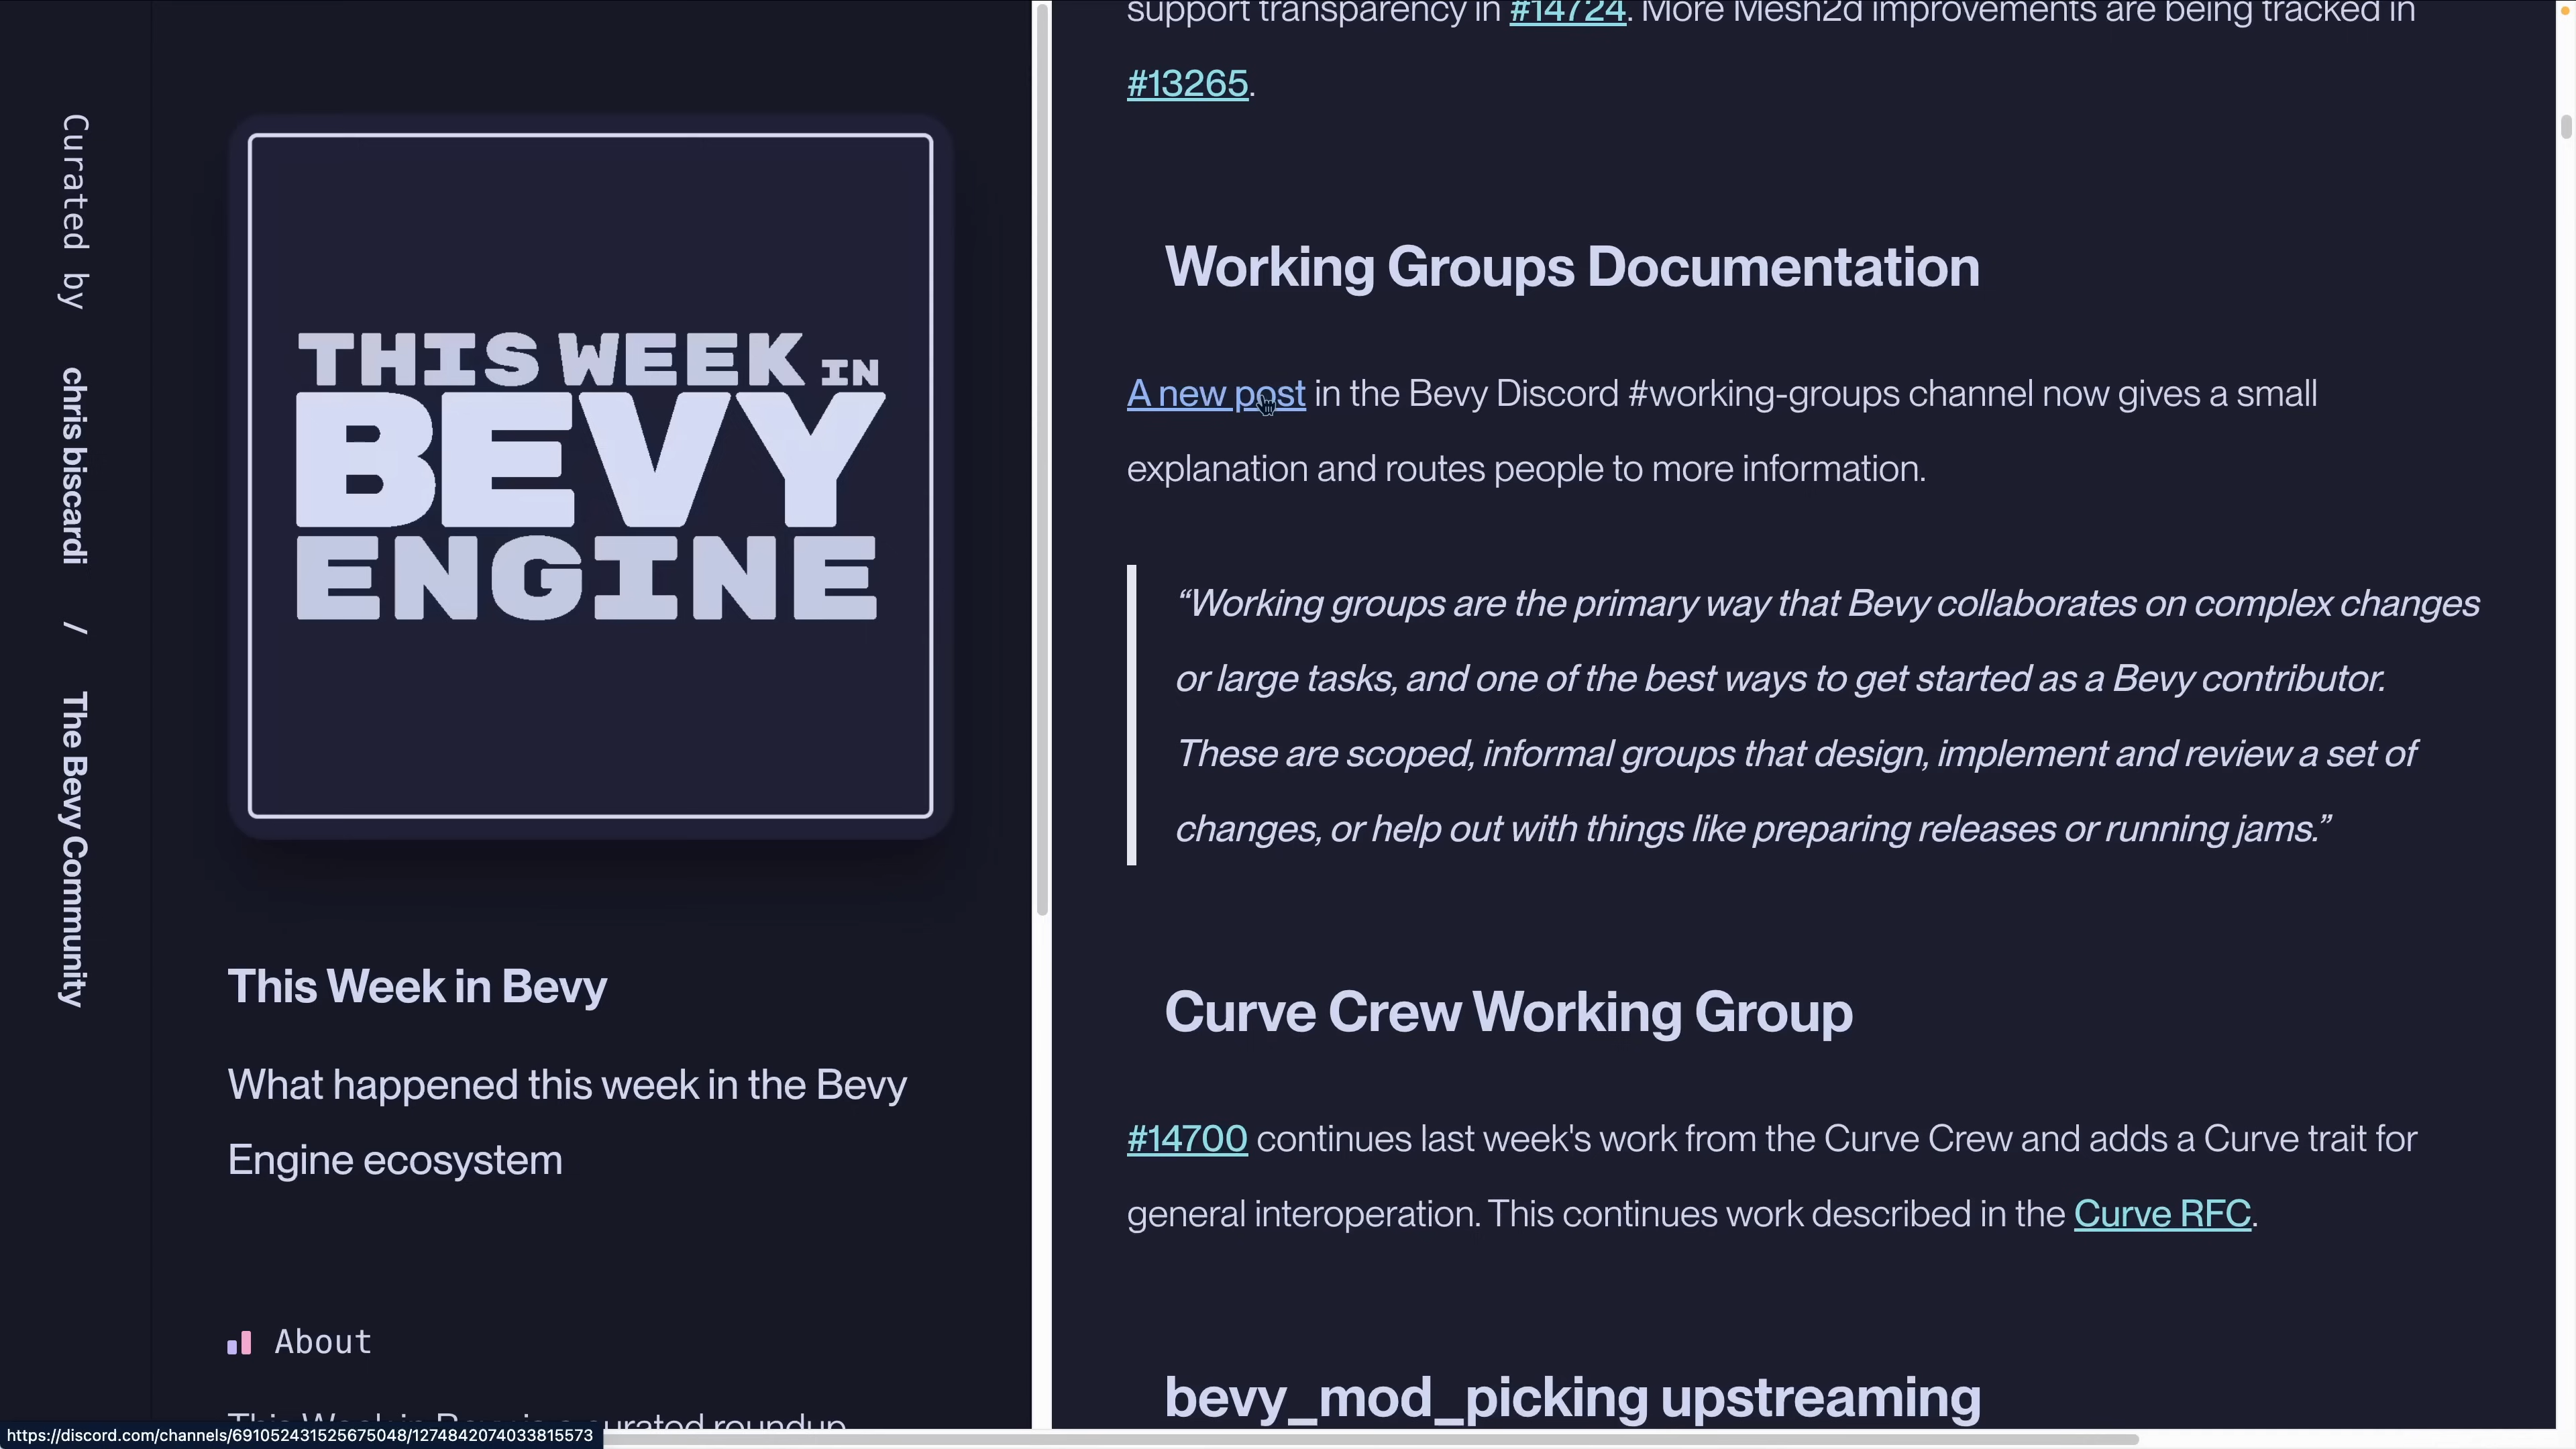 Curated by chris biscardi / The Bevy Community
THIS WEEK IN
BEVY
ENGINE
This Week in Bevy
What happened this week in the Bevy
Engine ecosystem
About
This Week in Bevy is a curated roundup
https://discord.com/channels/691052431525675048/1274842074033815573
support transparency in #14724. More Mesh2d improvements are being tracked in
#13265.
Working Groups Documentation
A new post in the Bevy Discord #working-groups channel now gives a small
explanation and routes people to more information.
“Working groups are the primary way that Bevy collaborates on complex changes
or large tasks, and one of the best ways to get started as a Bevy contributor.
These are scoped, informal groups that design, implement and review a set of
changes, or help out with things like preparing releases or running jams.”
Curve Crew Working Group
#14700 continues last week's work from the Curve Crew and adds a Curve trait for
general interoperation. This continues work described in the Curve RFC.
bevy_mod_picking upstreaming